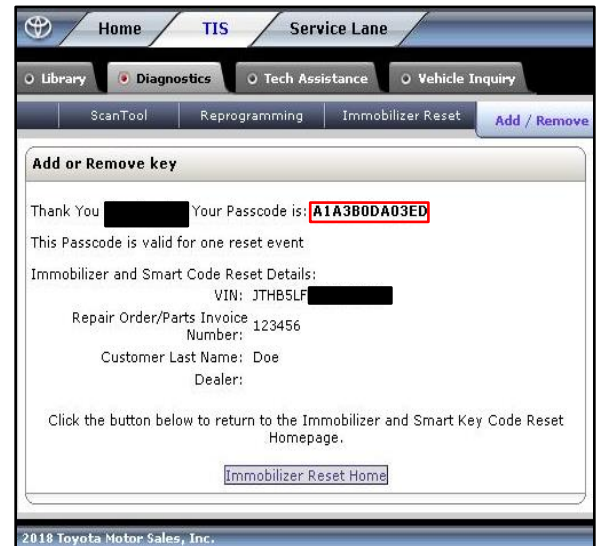 Home TIS Service Lane
Library Diagnostics Tech Assistance Vehicle Inquiry
ScanTool Reprogramming Immobilizer Reset Add / Remove
Add or Remove key
Thank You Your Passcode is: A1A3B0DA03ED
This Passcode is valid for one reset event
Immobilizer and Smart Code Reset Details:
VIN: JTHB5LF
Repair Order/Parts Invoice
Number: 123456
Customer Last Name: Doe
Dealer:
Click the button below to return to the Immobilizer and Smart Key Code Reset
Homepage.
Immobilizer Reset Home
2018 Toyota Motor Sales, Inc.